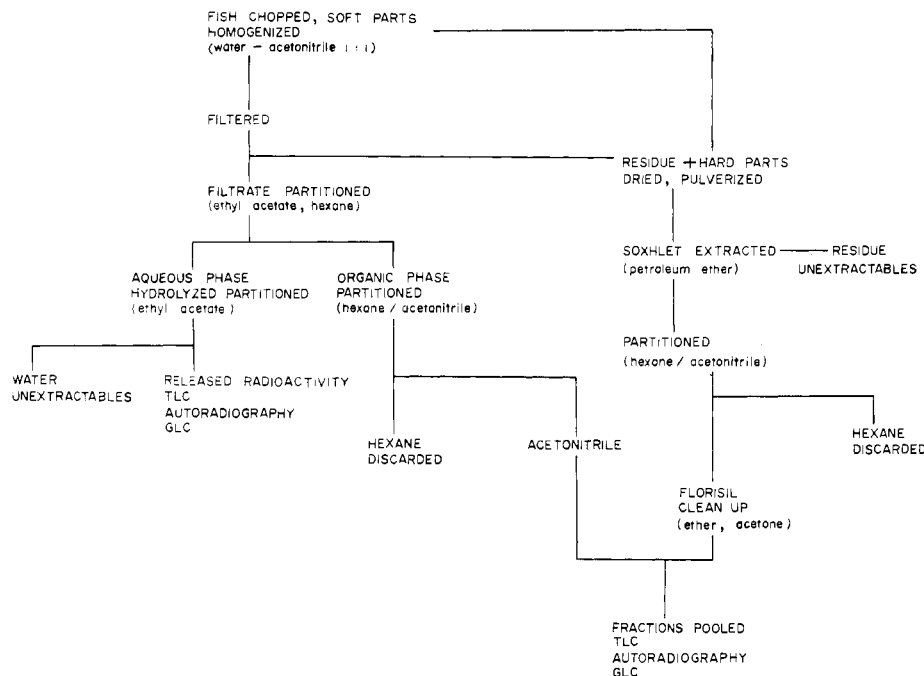 FISH CHOPPED, SOFT PARTS
HOMOGENIZED
(water - acetonitrile 1:1)
FILTERED
RESIDUE + HARD PARTS
DRIED, PULVERIZED
FILTRATE PARTITIONED
(ethyl acetate, hexane)
SOXHLET EXTRACTED
(petroleum ether)
RESIDUE
UNEXTRACTABLES
AQUEOUS PHASE
HYDROLYZED PARTITIONED
(ethyl acetate)
ORGANIC PHASE
PARTITIONED
(hexane / acetonitrile)
PARTITIONED
(hexane / acetonitrile)
WATER
UNEXTRACTABLES
RELEASED RADIOACTIVITY
TLC
AUTORADIOGRAPHY
GLC
HEXANE
DISCARDED
ACETONITRILE
HEXANE
DISCARDED
FLORISIL
CLEAN UP
(ether, acetone)
FRACTIONS POOLED
TLC
AUTORADIOGRAPHY
GLC